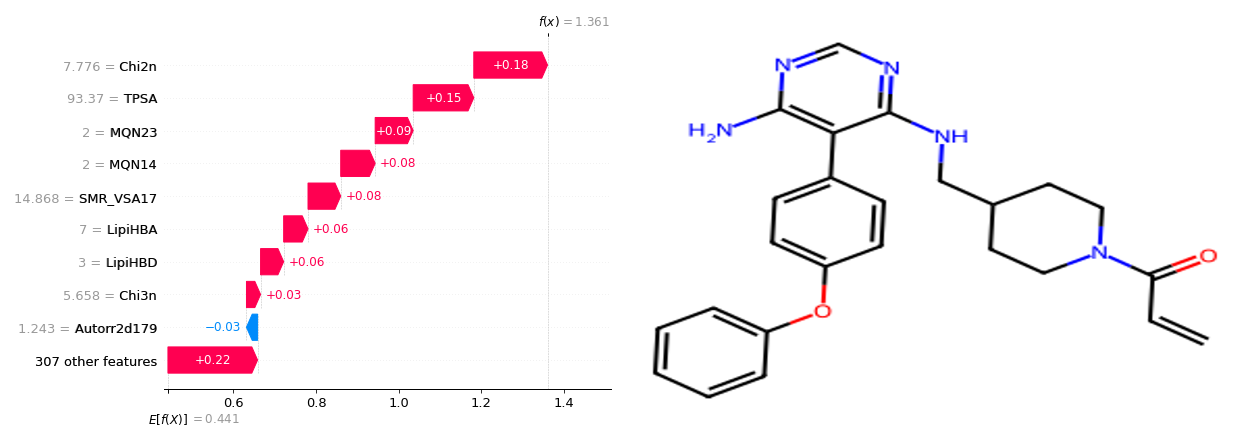 f(x) = 1.361
7.776 = Chi2n
+0.18
93.37 = TPSA
+0.15
2 = MQN23
+0.09
2 = MQN14
+0.08
14.868 = SMR_VSA17
+0.08
7 = LipiHBA
+0.06
3 = LipiHBD
+0.06
5.658 = Chi3n
+0.03
1.243 = Autorr2d179
−0.03
307 other features
+0.22
0.6 0.8 1.0 1.2 1.4
E[f(X)] = 0.441
N N
H2N NH
N O
O